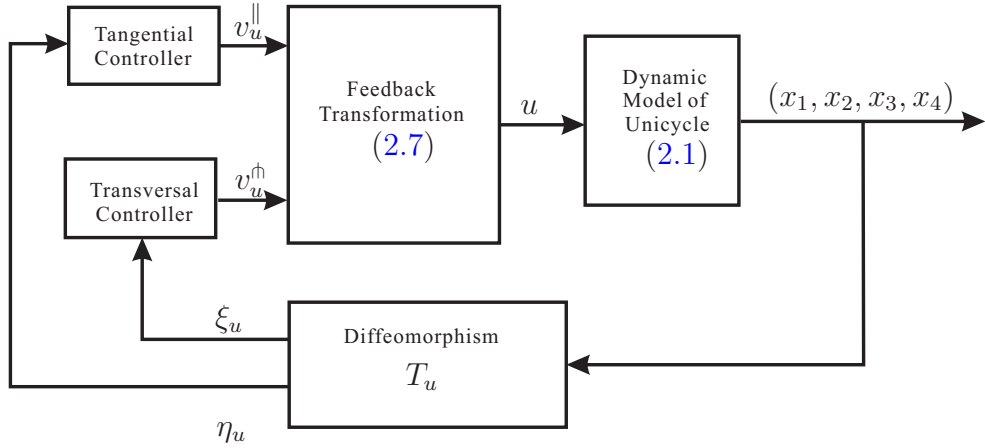 Tangential
Controller
v_u^∥
Feedback
Transformation
(2.7)
u
Dynamic
Model of
Unicycle
(2.1)
(x_1, x_2, x_3, x_4)
Transversal
Controller
v_u^⋔
ξ_u
Diffeomorphism
T_u
η_u